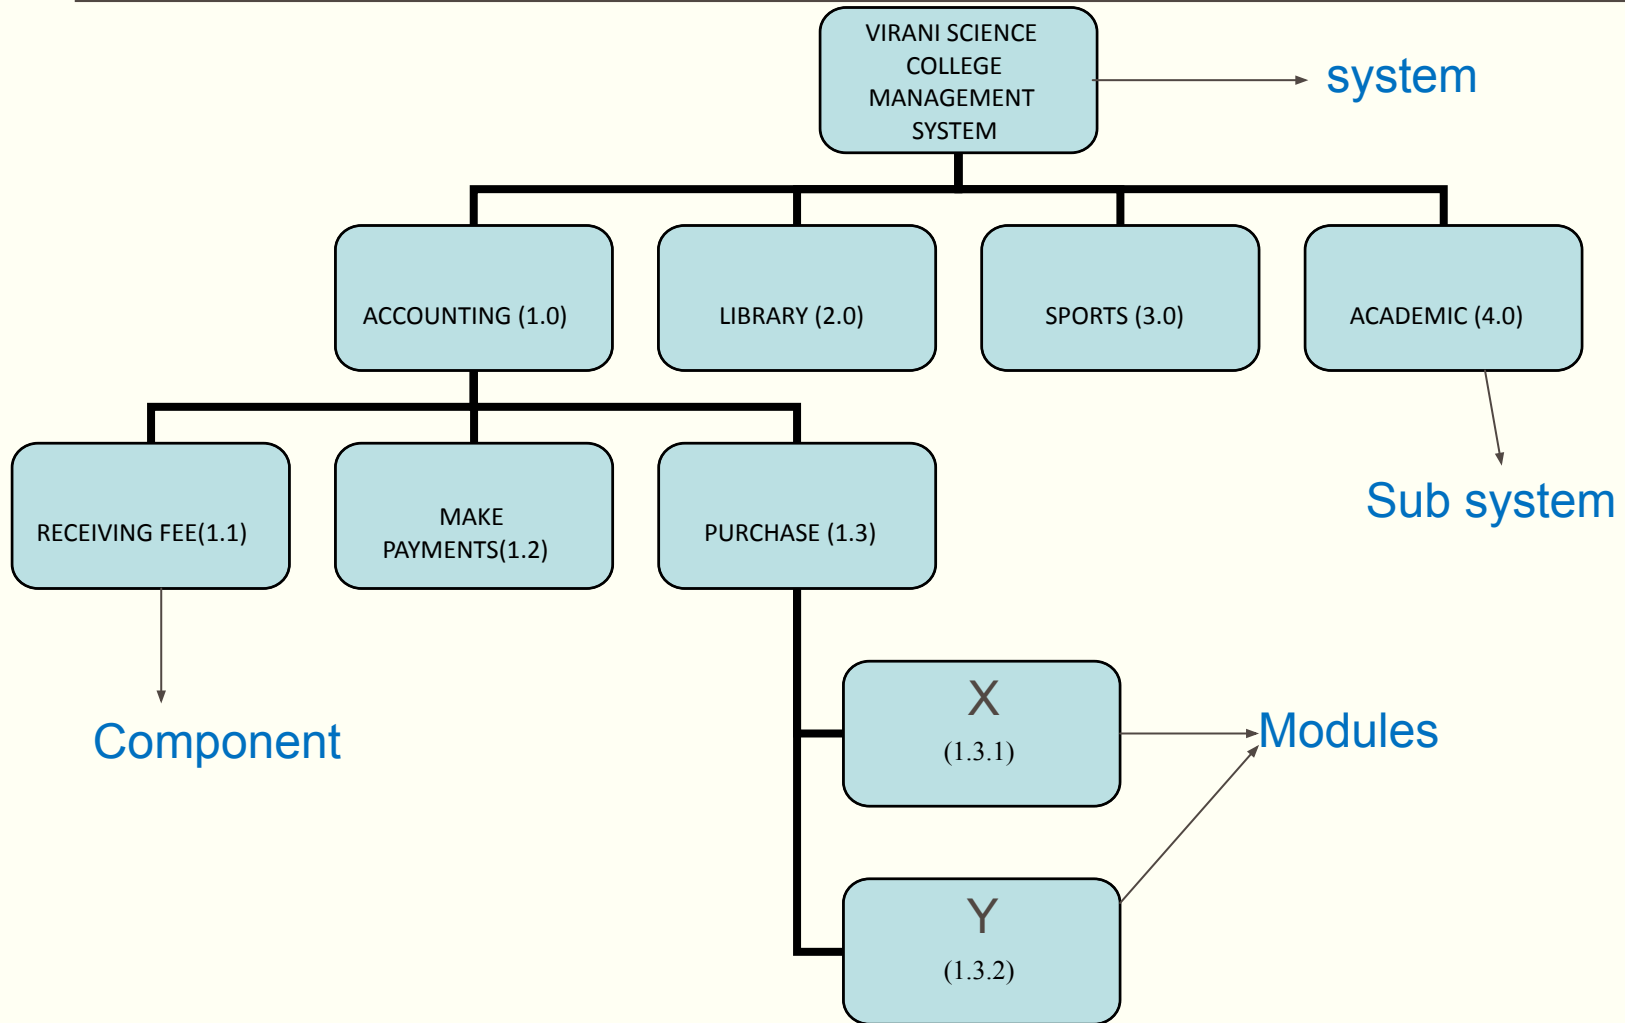 VIRANI SCIENCE
COLLEGE
MANAGEMENT
SYSTEM
system
ACCOUNTING (1.0)
LIBRARY (2.0)
SPORTS (3.0)
ACADEMIC (4.0)
Sub system
RECEIVING FEE(1.1)
MAKE
PAYMENTS(1.2)
PURCHASE (1.3)
Component
X
(1.3.1)
Modules
Y
(1.3.2)